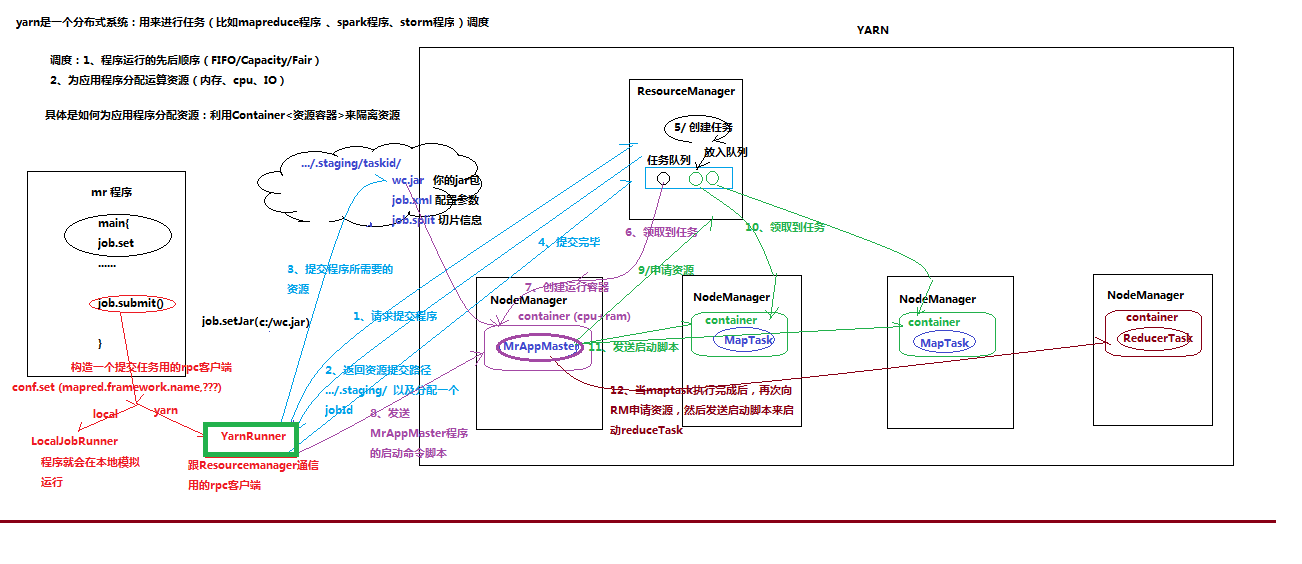 yarn是一个分布式系统：用来进行任务（比如mapreduce程序 、spark程序、storm程序 ）调度
调度：1、程序运行的先后顺序（FIFO/Capacity/Fair）
2、为应用程序分配运算资源（内存、cpu、IO）
具体是如何为应用程序分配资源：利用Container<资源容器>来隔离资源
YARN
ResourceManager
5/ 创建任务
任务队列
放入队列
.../.staging/taskid/
wc.jar 你的jar包
job.xml 配置参数
job.split 切片信息
mr 程序
main{
job.set
......
job.submit()
}
3、提交程序所需要的
资源
job.setJar(c:/wc.jar)
1、请求提交程序
4、提交完毕
6、领取到任务
10、领取到任务
9/申请资源
7、创建运行容器
NodeManager
container (cpu+ram)
MrAppMaster
NodeManager
container
MapTask
NodeManager
container
MapTask
NodeManager
container
ReducerTask
11、发送启动脚本
构造一个提交任务用的rpc客户端
conf.set (mapred.framework.name,???)
local
yarn
LocalJobRunner
程序就会在本地模拟
运行
YarnRunner
跟Resourcemanager通信
用的rpc客户端
2、返回资源提交路径
.../.staging/ 以及分配一个
jobId
8、发送
MrAppMaster程序
的启动命令脚本
12、当maptask执行完成后，再次向
RM申请资源，然后发送启动脚本来启
动reduceTask